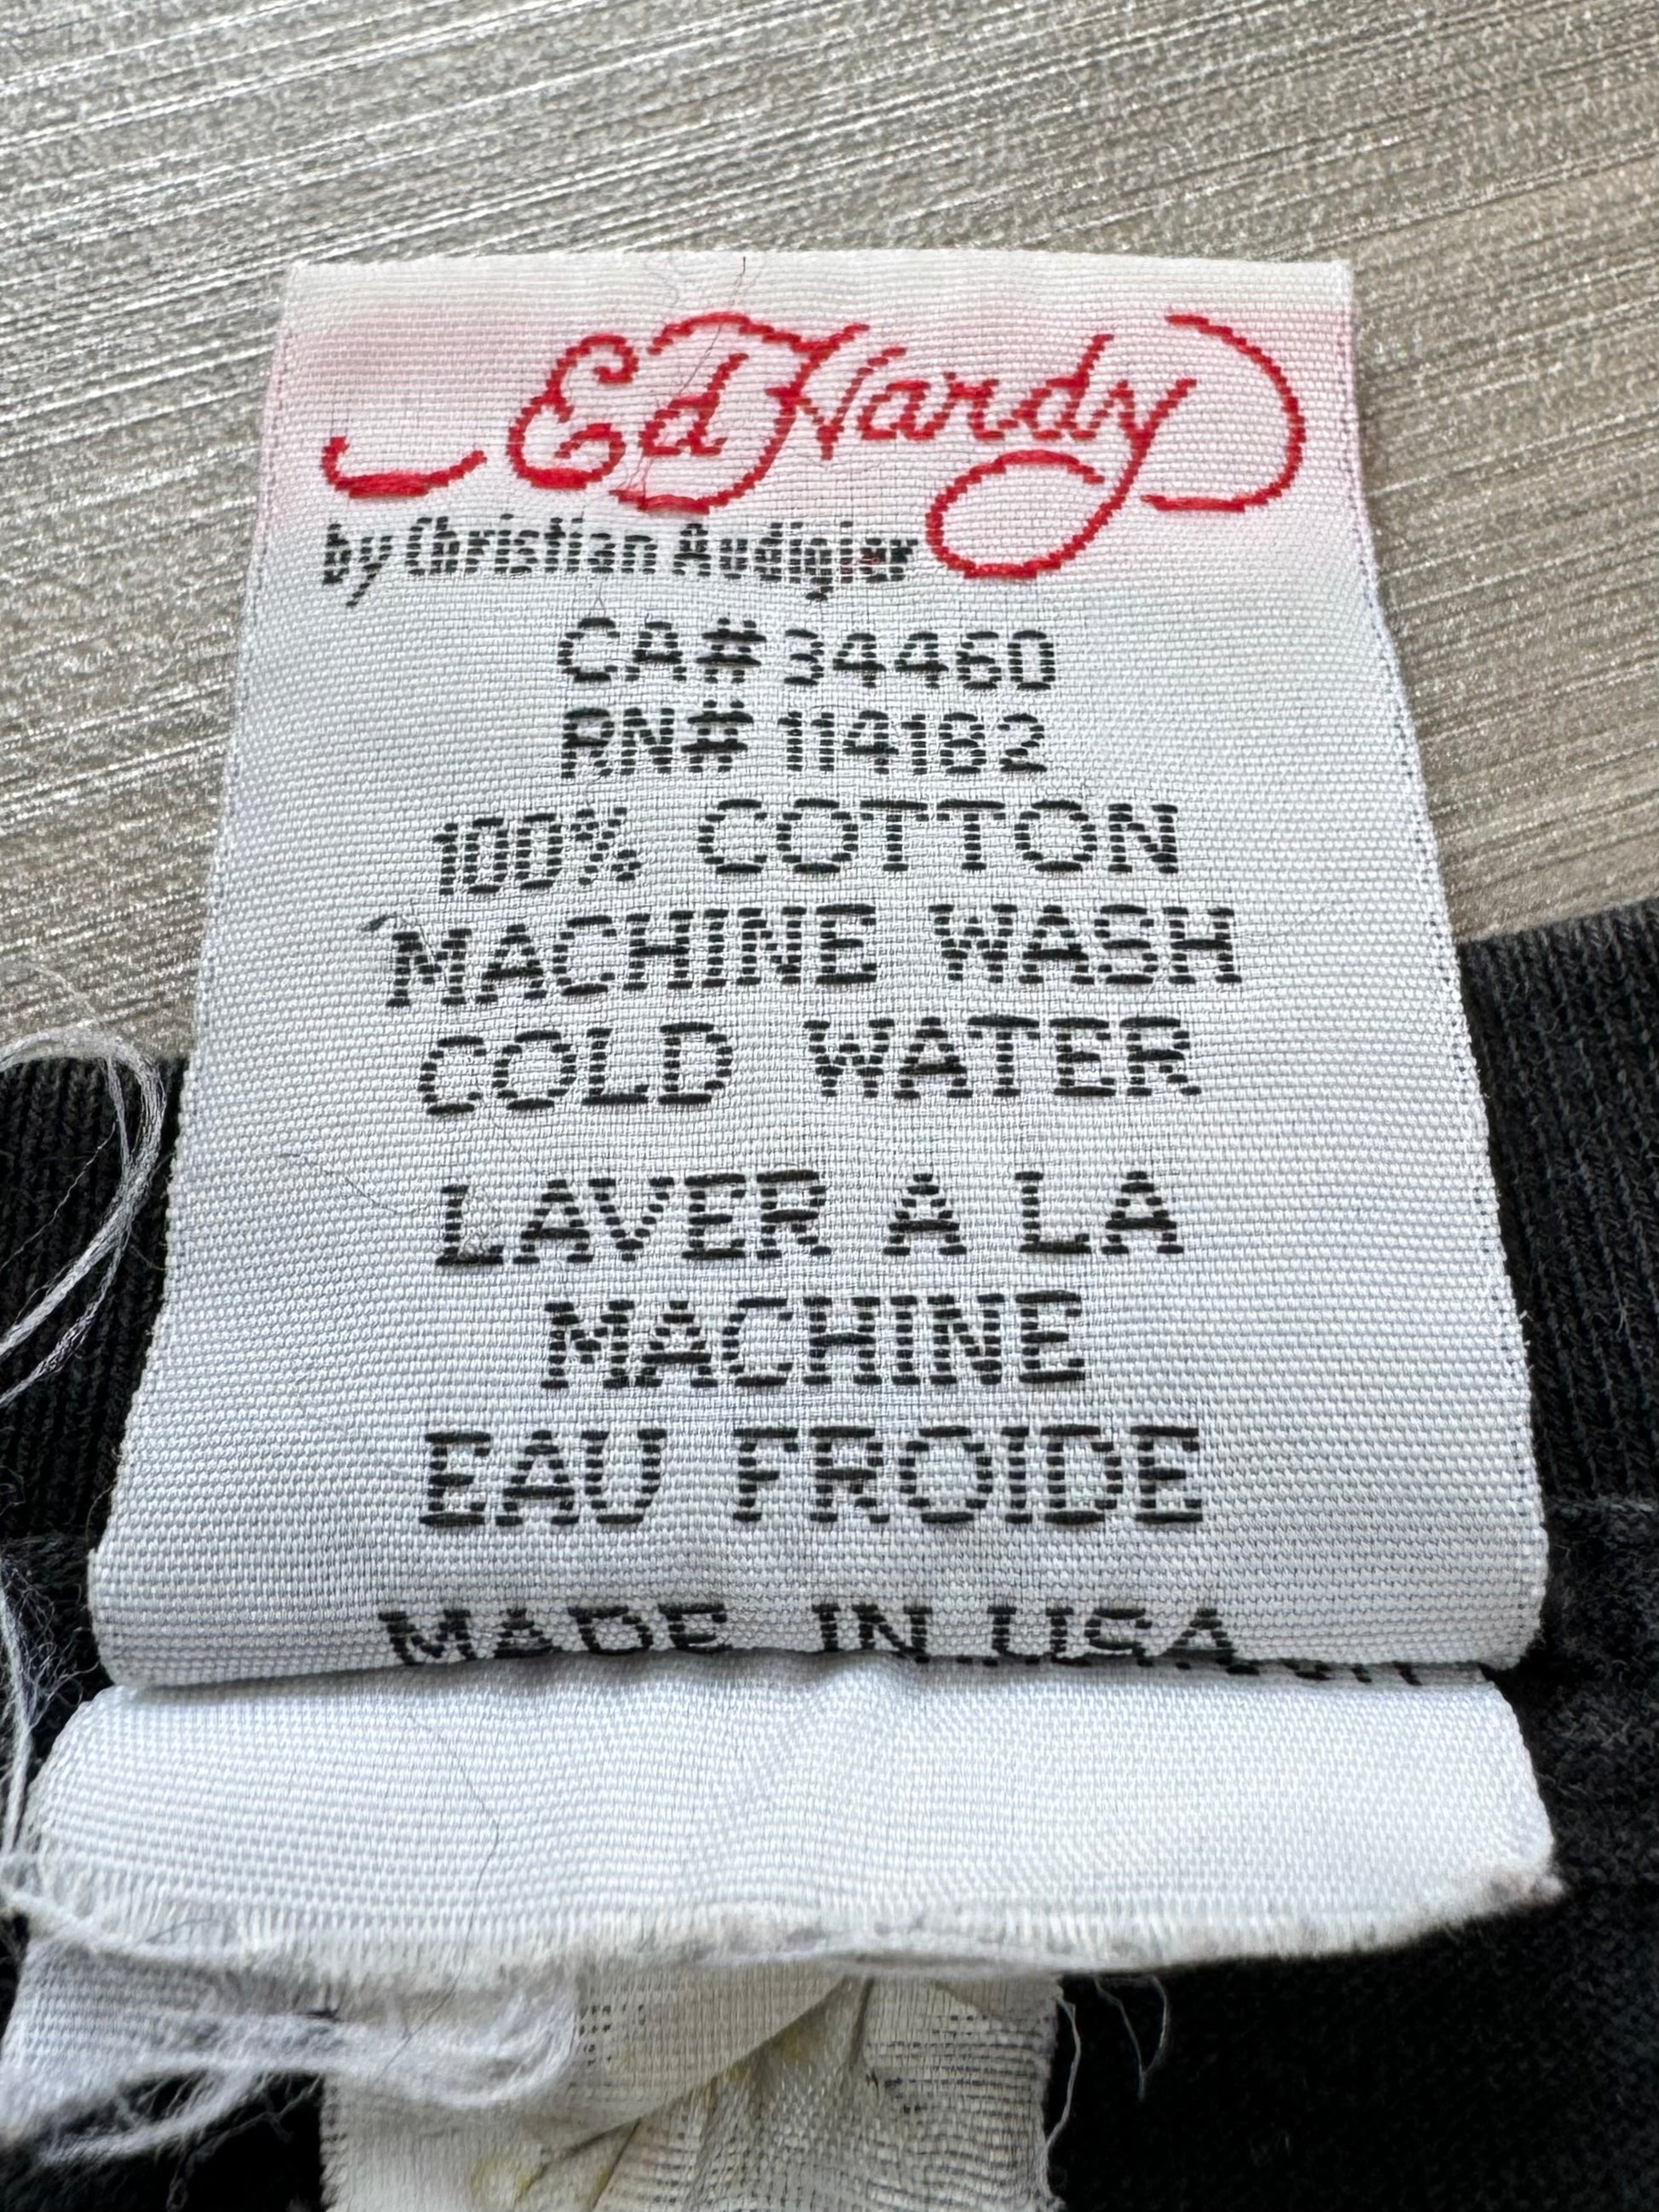 Ed Hardy
by Christian Audigier
CA#34460
RN#114182
100% COTTON
MACHINE WASH
COLD WATER
LAVER A LA
MACHINE
EAU FROIDE
MADE IN USA